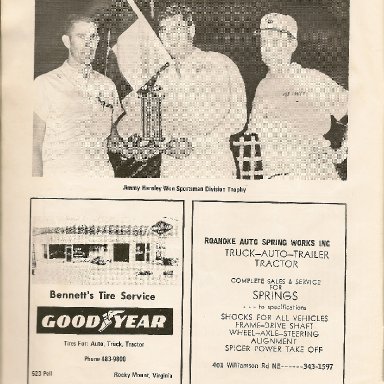 Jimmy Hensley Won Sportsman Division Trophy
Bennett's Tire Service
GOODYEAR
Tires For: Auto, Truck, Tractor
Phone 483-9800
523 Pell
Rocky Mount, Virginia
ROANOKE AUTO SPRING WORKS INC
TRUCK—AUTO—TRAILER
TRACTOR
COMPLETE SALES & SERVICE
FOR
SPRINGS
. . . to specifications
SHOCKS FOR ALL VEHICLES
FRAME—DRIVE SHAFT
WHEEL—AXLE—STEERING
ALIGNMENT
SPICER POWER TAKE OFF
401 Williamson Rd NE------343-1597